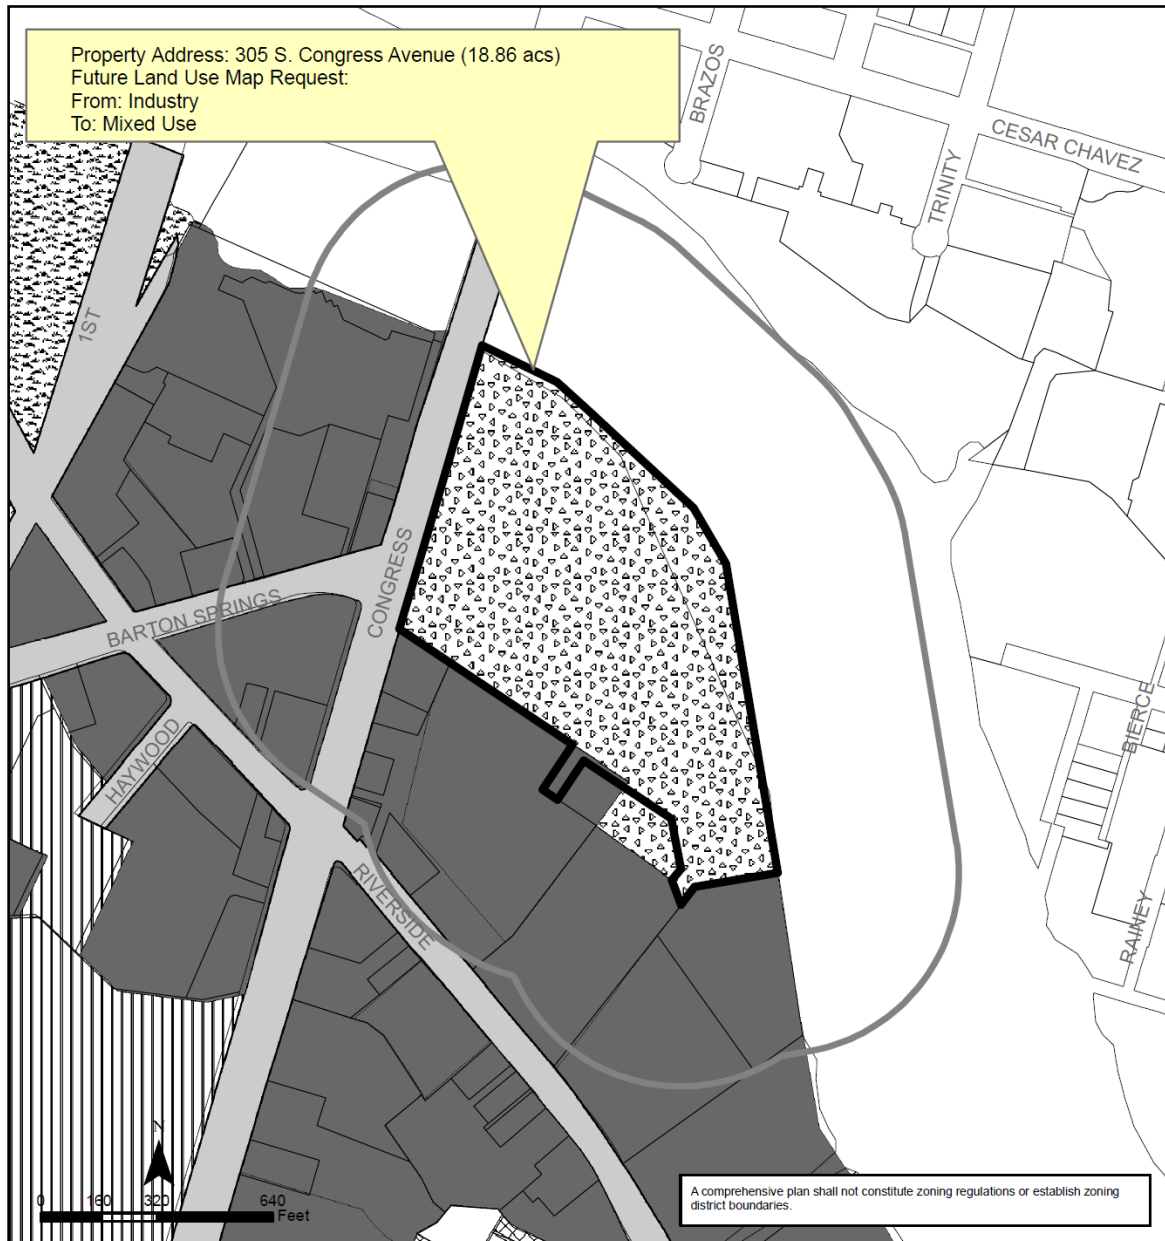 Property Address: 305 S. Congress Avenue (18.86 acs)
Future Land Use Map Request:
From: Industry
To: Mixed Use
BRAZOS
CESAR CHAVEZ
TRINITY
1ST
CONGRESS
BARTON SPRINGS
HAYWOOD
BIERCE
RIVERSIDE
RAINEY
N
0 160 320 640
Feet
A comprehensive plan shall not constitute zoning regulations or establish zoning
district boundaries.